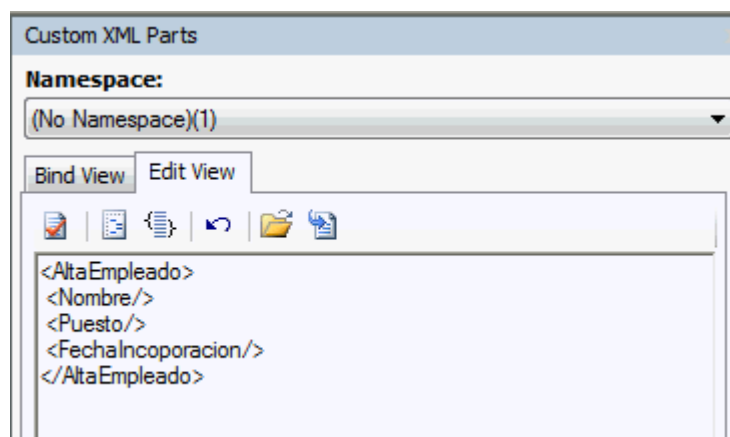 Custom XML Parts
Namespace:
(No Namespace)(1)
Bind View Edit View
<AltaEmpleado>
<Nombre/>
<Puesto/>
<FechaIncoporacion/>
</AltaEmpleado>